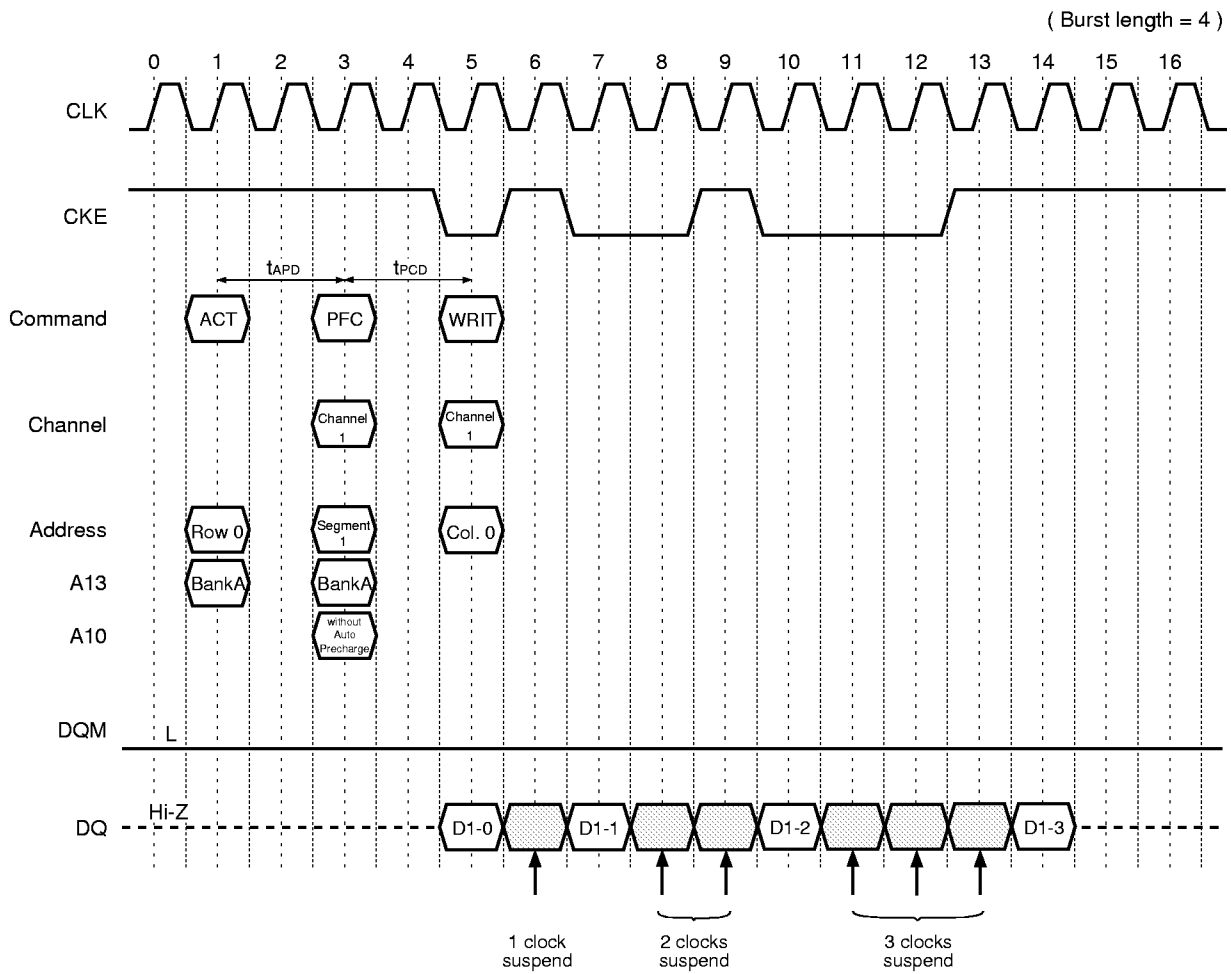 ( Burst length = 4 )
0 1 2 3 4 5 6 7 8 9 10 11 12 13 14 15 16
CLK
CKE
tAPD tPCD
Command ACT PFC WRIT
Channel Channel 1 Channel 1
Address Row 0 Segment 1 Col. 0
A13 BankA BankA
A10 without Auto Precharge
DQM L
Hi-Z
DQ D1-0 D1-1 D1-2 D1-3
1 clock suspend
2 clocks suspend
3 clocks suspend